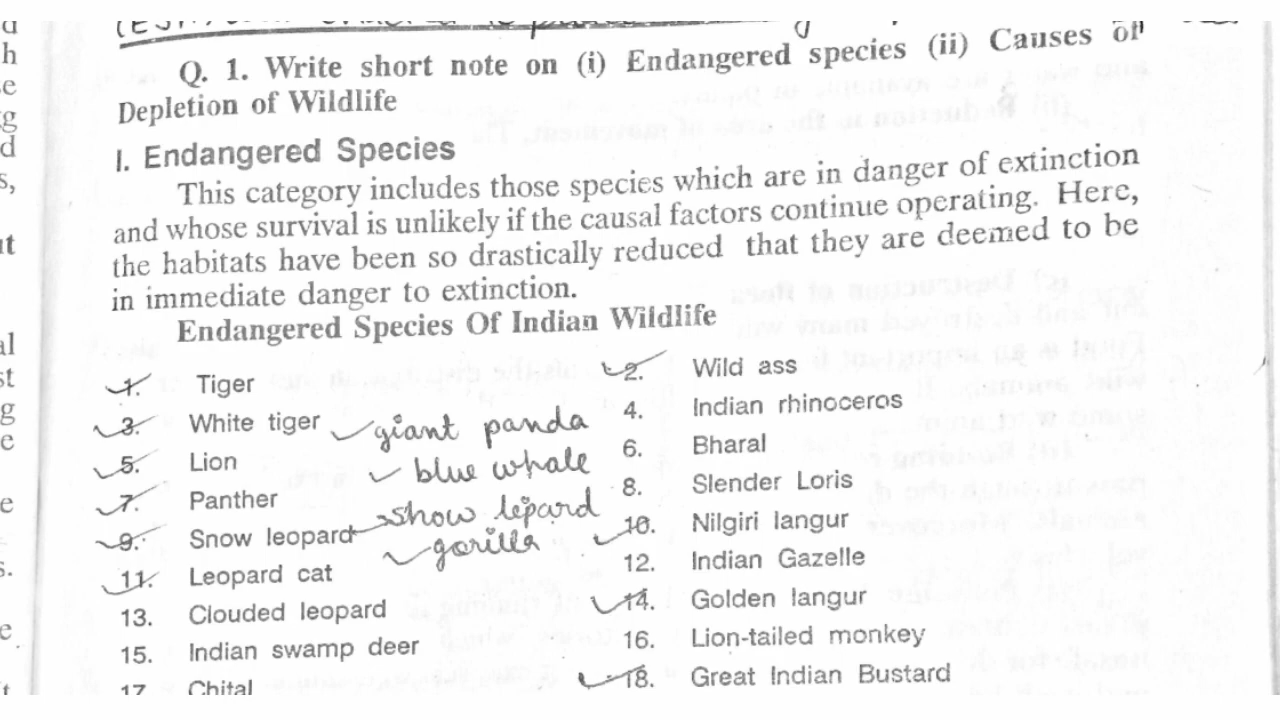 Q. 1. Write short note on (i) Endangered species (ii) Causes of
Depletion of Wildlife
I. Endangered Species
This category includes those species which are in danger of extinction
and whose survival is unlikely if the causal factors continue operating. Here,
the habitats have been so drastically reduced that they are deemed to be
in immediate danger to extinction.
Endangered Species Of Indian Wildlife
1. Tiger 2. Wild ass
3. White tiger giant panda 4. Indian rhinoceros
5. Lion blue whale 6. Bharal
7. Panther 8. Slender Loris
9. Snow leopard show lepard 10. Nilgiri langur
gorilla
11. Leopard cat 12. Indian Gazelle
13. Clouded leopard 14. Golden langur
15. Indian swamp deer 16. Lion-tailed monkey
17 Chital 18. Great Indian Bustard